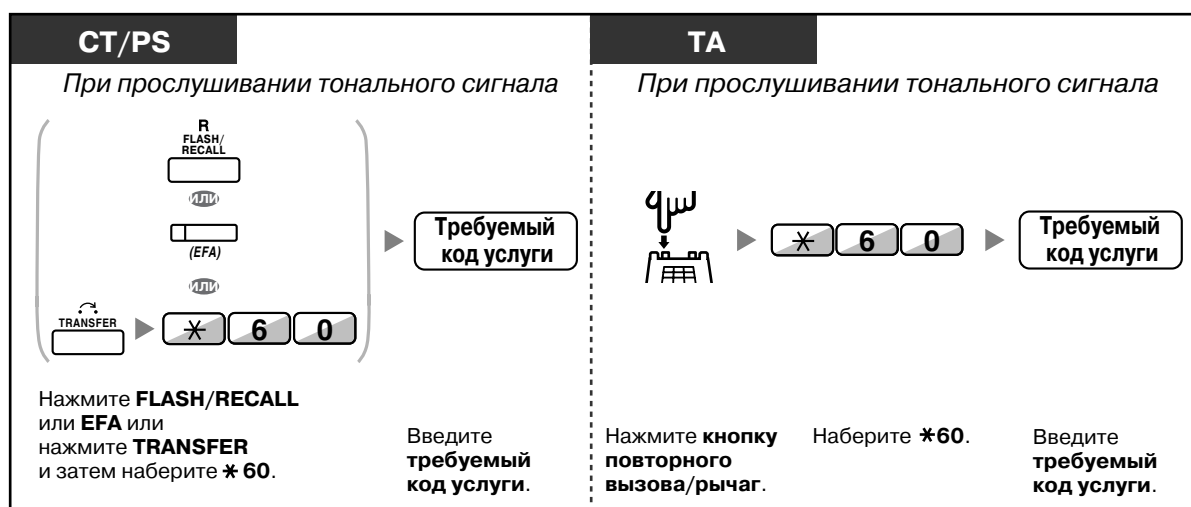 CT/PS
При прослушивании тонального сигнала
R
FLASH/
RECALL
или
(EFA)
или
TRANSFER
* 6 0
Требуемый
код услуги
Нажмите FLASH/RECALL
или EFA или
нажмите TRANSFER
и затем наберите *60.
Введите
требуемый
код услуги.
TA
При прослушивании тонального сигнала
* 6 0
Требуемый
код услуги
Нажмите кнопку
повторного
вызова/рычаг.
Наберите *60.
Введите
требуемый
код услуги.